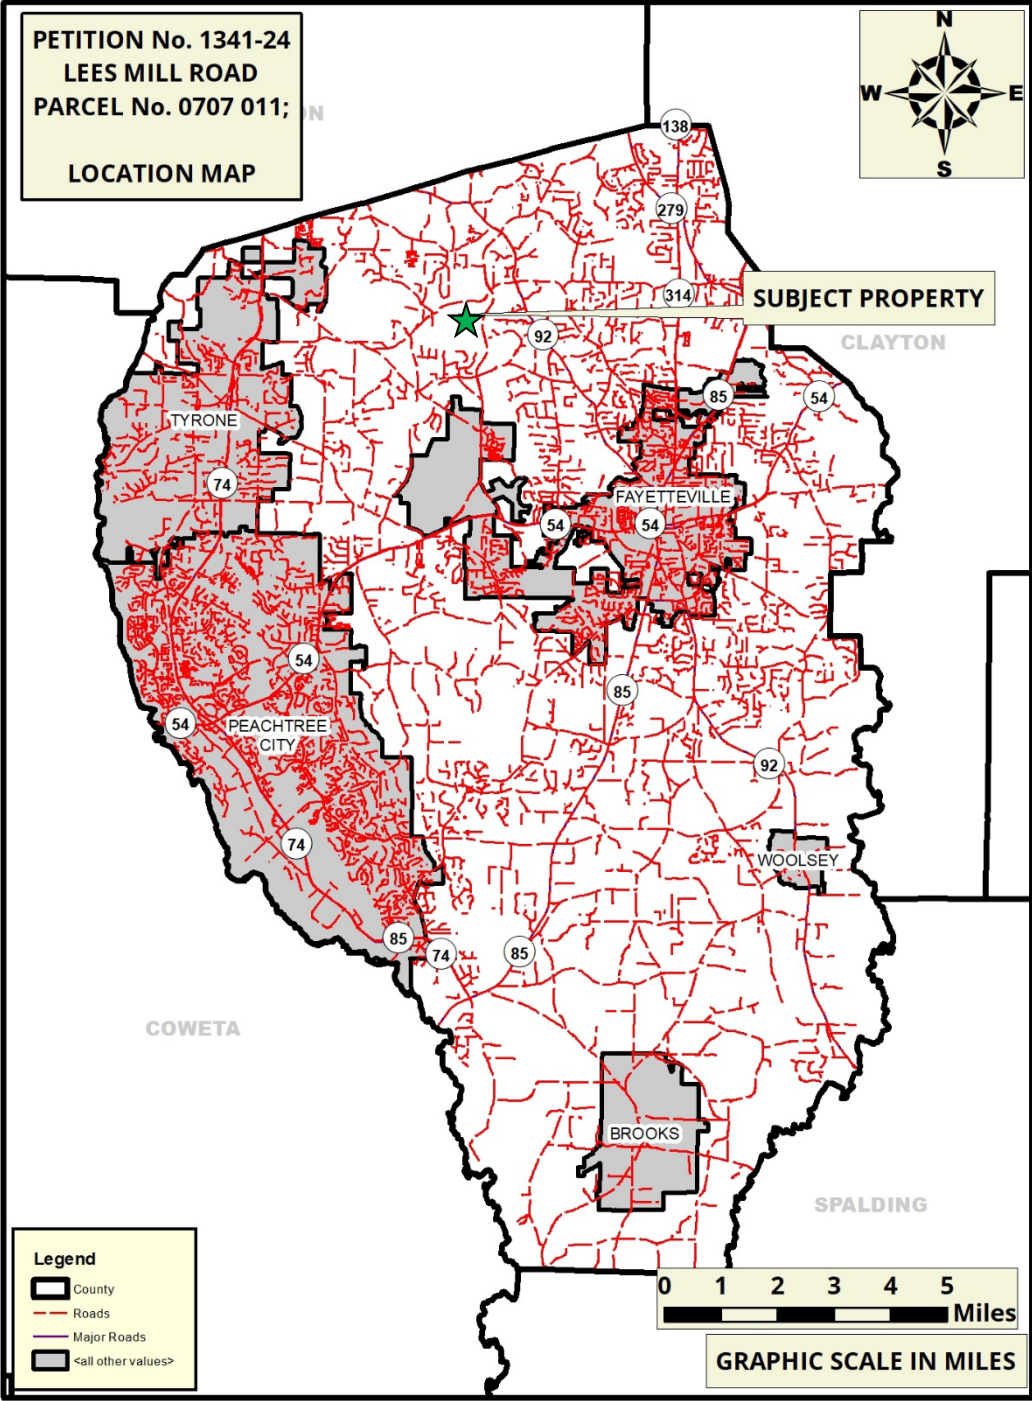 PETITION No. 1341-24
LEES MILL ROAD
PARCEL No. 0707 011;
LOCATION MAP
N
W
E
S
138
279
SUBJECT PROPERTY
314
92
CLAYTON
85
54
TYRONE
74
FAYETTEVILLE
54
54
54
85
54
PEACHTREE
CITY
92
74
WOOLSEY
85
74
85
COWETA
BROOKS
SPALDING
Legend
County
Roads
Major Roads
<all other values>
0 1 2 3 4 5
Miles
GRAPHIC SCALE IN MILES